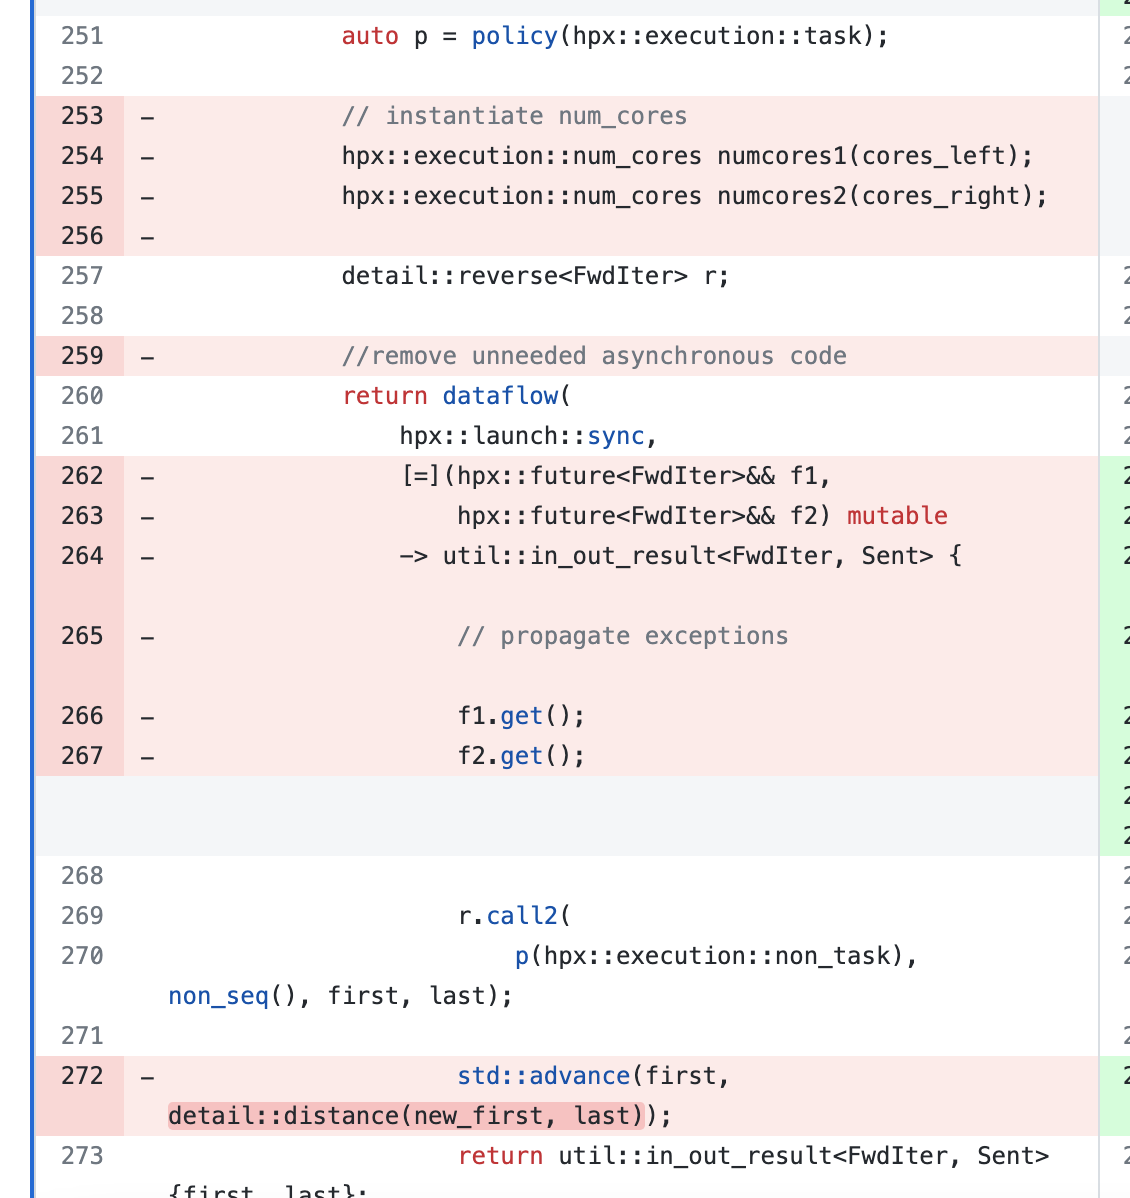 251 auto p = policy(hpx::execution::task);
252
253 - // instantiate num_cores
254 - hpx::execution::num_cores numcores1(cores_left);
255 - hpx::execution::num_cores numcores2(cores_right);
256 -
257 detail::reverse<FwdIter> r;
258
259 - //remove unneeded asynchronous code
260 return dataflow(
261 hpx::launch::sync,
262 - [=](hpx::future<FwdIter>&& f1,
263 - hpx::future<FwdIter>&& f2) mutable
264 - -> util::in_out_result<FwdIter, Sent> {
265 - // propagate exceptions
266 - f1.get();
267 - f2.get();
268
269 r.call2(
270 p(hpx::execution::non_task),
non_seq(), first, last);
271
272 - std::advance(first,
detail::distance(new_first, last));
273 return util::in_out_result<FwdIter, Sent>
{first, last};